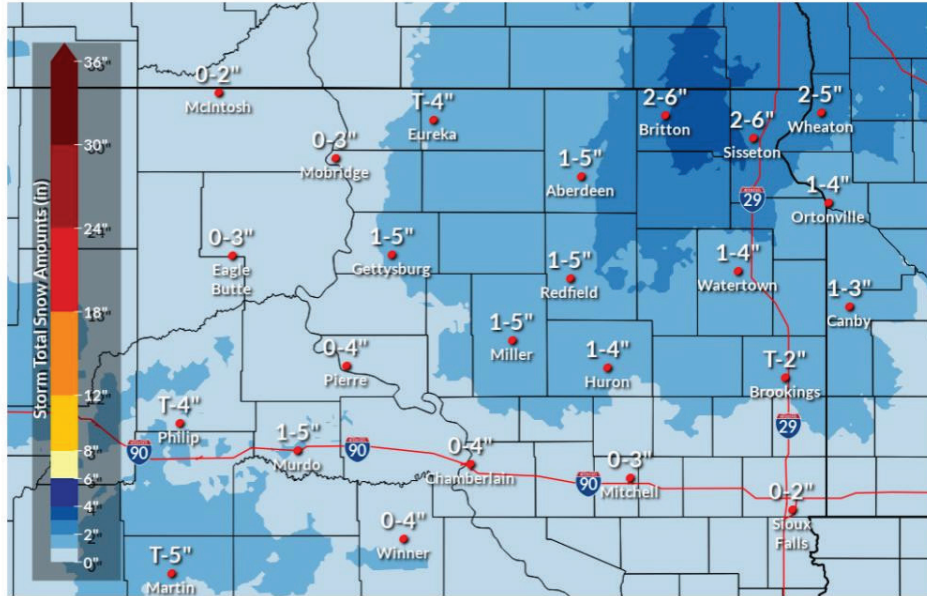 Storm Total Snow Amounts (in)
36"
30"
24"
18"
12"
8"
6"
4"
2"
0"
0-2"
McIntosh
T-4"
Eureka
2-6"
Britton
2-5"
Wheaton
2-6"
Sisseton
0-3"
Mobridge
1-5"
Aberdeen
29
1-4"
Ortonville
0-3"
Eagle
Butte
1-5"
Gettysburg
1-5"
Redfield
1-4"
Watertown
1-3"
Canby
1-5"
Miller
0-4"
Pierre
1-4"
Huron
T-2"
Brookings
T-4"
Philip
29
90
1-5"
Murdo
90
0-4"
Chamberlain
90
0-3"
Mitchell
0-2"
Sioux
Falls
0-4"
Winner
T-5"
Martin